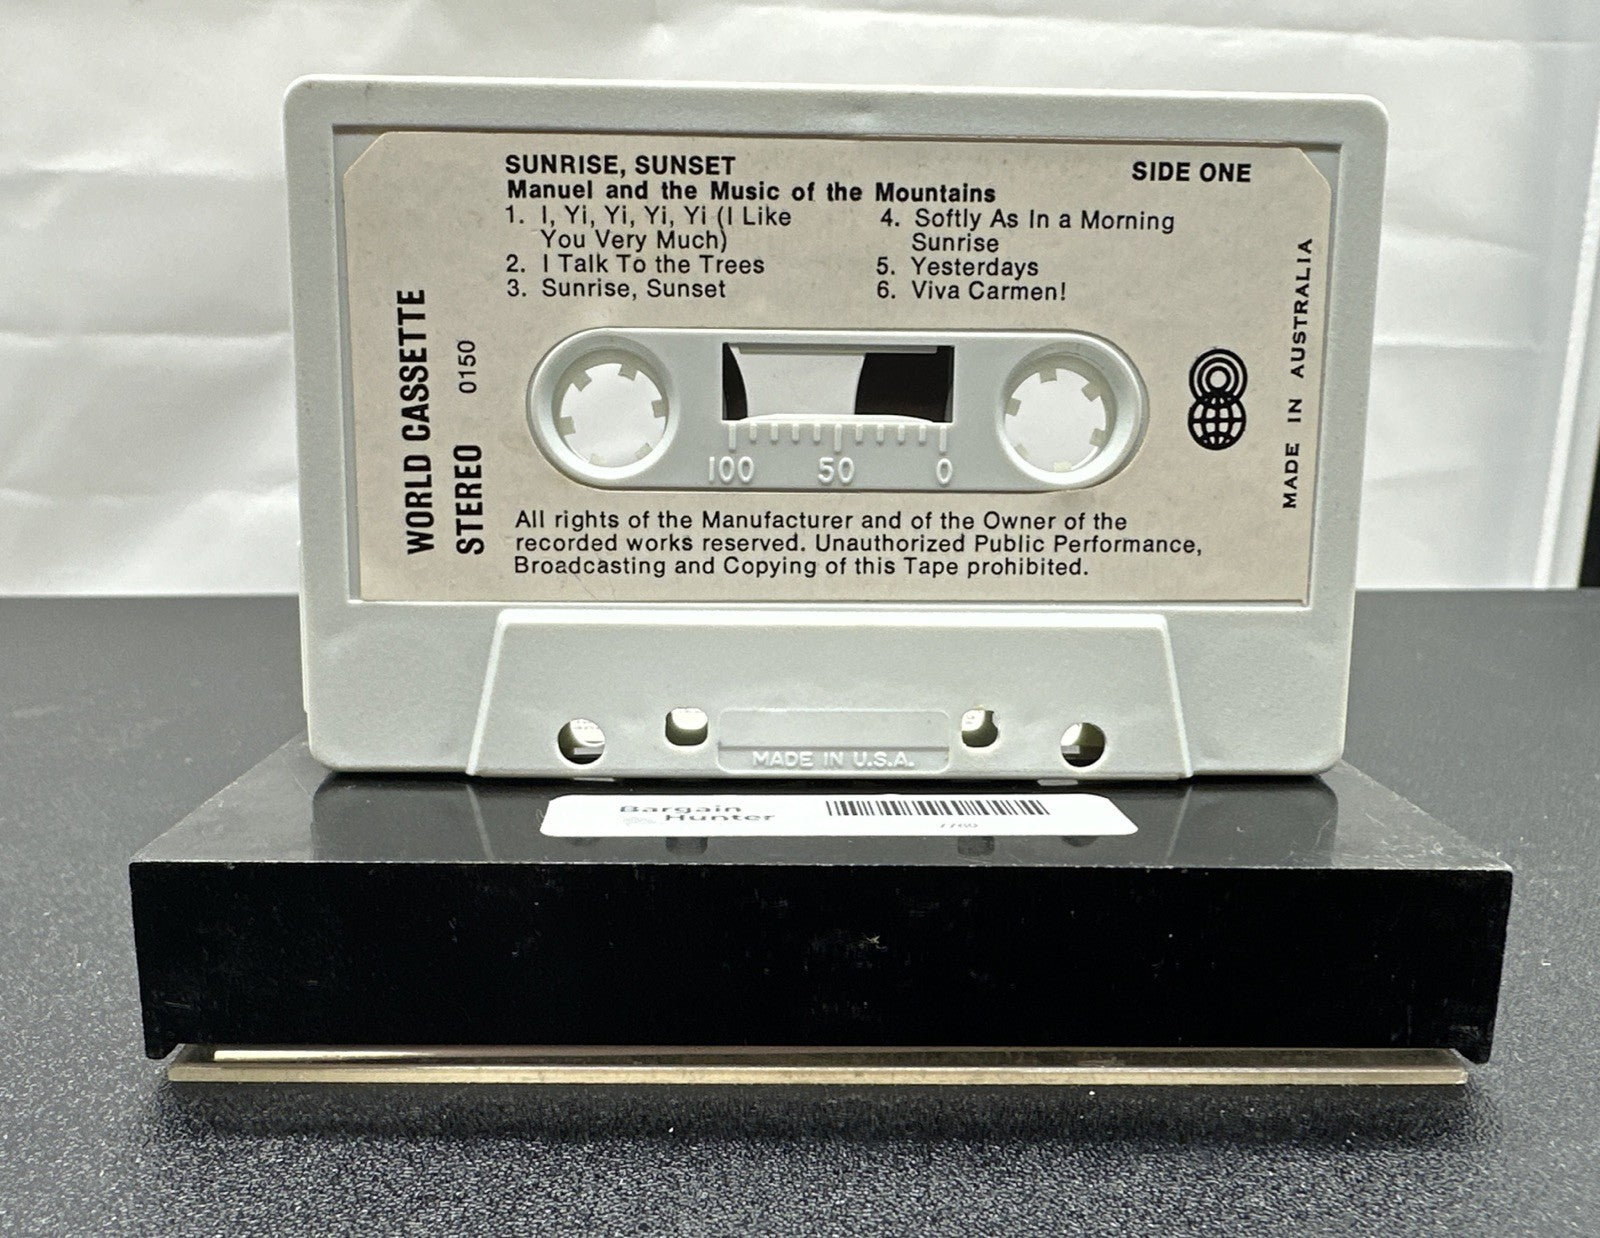 SUNRISE, SUNSET
SIDE ONE
Manuel and the Music of the Mountains
1. I, Yi, Yi, Yi, Yi (I Like
You Very Much)
2. I Talk To the Trees
3. Sunrise, Sunset
4. Softly As In a Morning
Sunrise
5. Yesterdays
6. Viva Carmen!
WORLD CASSETTE
STEREO 0150
MADE IN AUSTRALIA
100 50 0
All rights of the Manufacturer and of the Owner of the
recorded works reserved. Unauthorized Public Performance,
Broadcasting and Copying of this Tape prohibited.
MADE IN U.S.A.
Bargain
Hunter